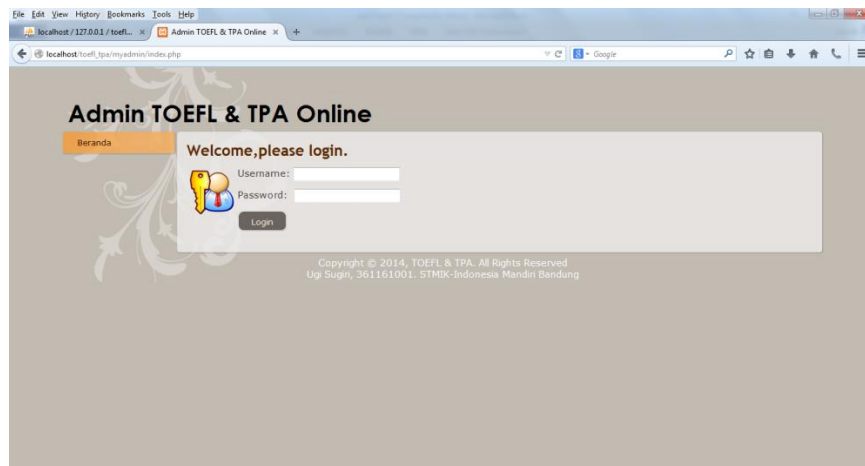 File Edit View History Bookmarks Tools Help
localhost / 127.0.0.1 / toefl... × Admin TOEFL & TPA Online × +
localhost/toefl_tpa/myadmin/index.php Google
Admin TOEFL & TPA Online
Beranda
Welcome,please login.
Username:
Password:
Login
Copyright © 2014, TOEFL & TPA. All Rights Reserved
Ugi Sugiri, 361161001. STMIK-Indonesia Mandiri Bandung